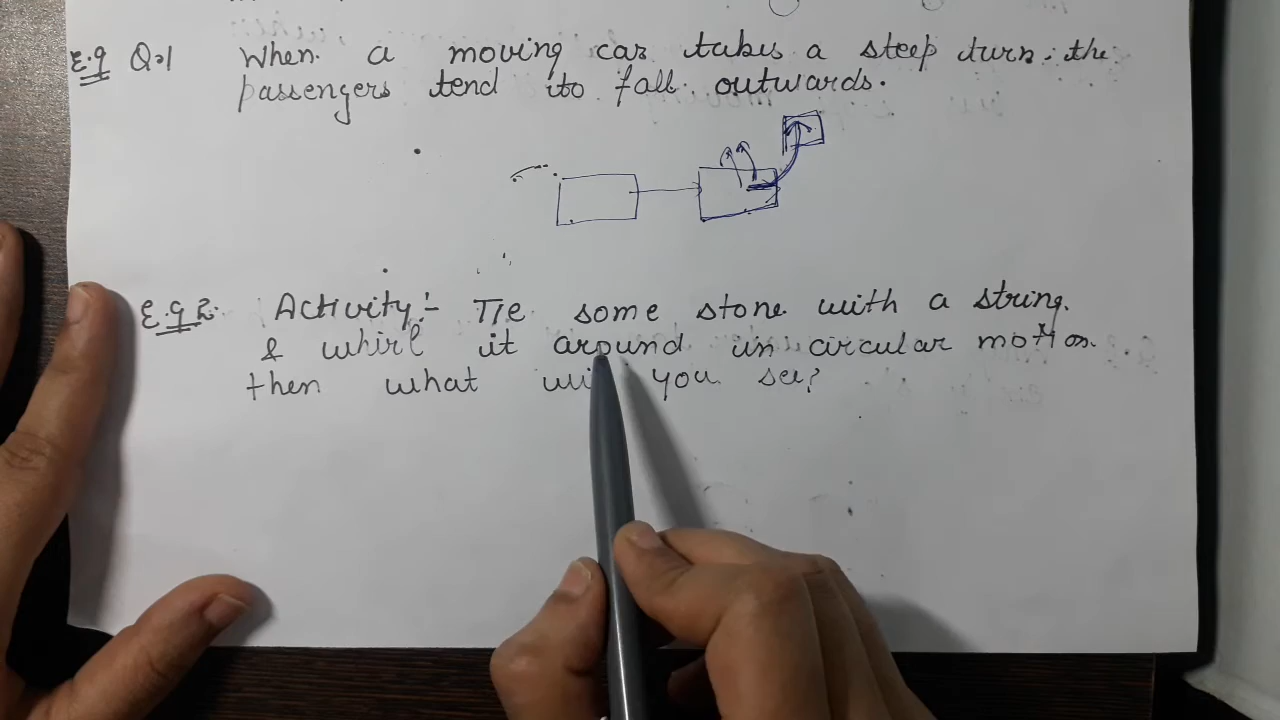 E.g Q.1 When a moving car takes a steep turn. the
passengers tend to fall outwards.
E.g 2. Activity:- Tie some stone with a string.
& whirl it around in circular motion.
then what you see?